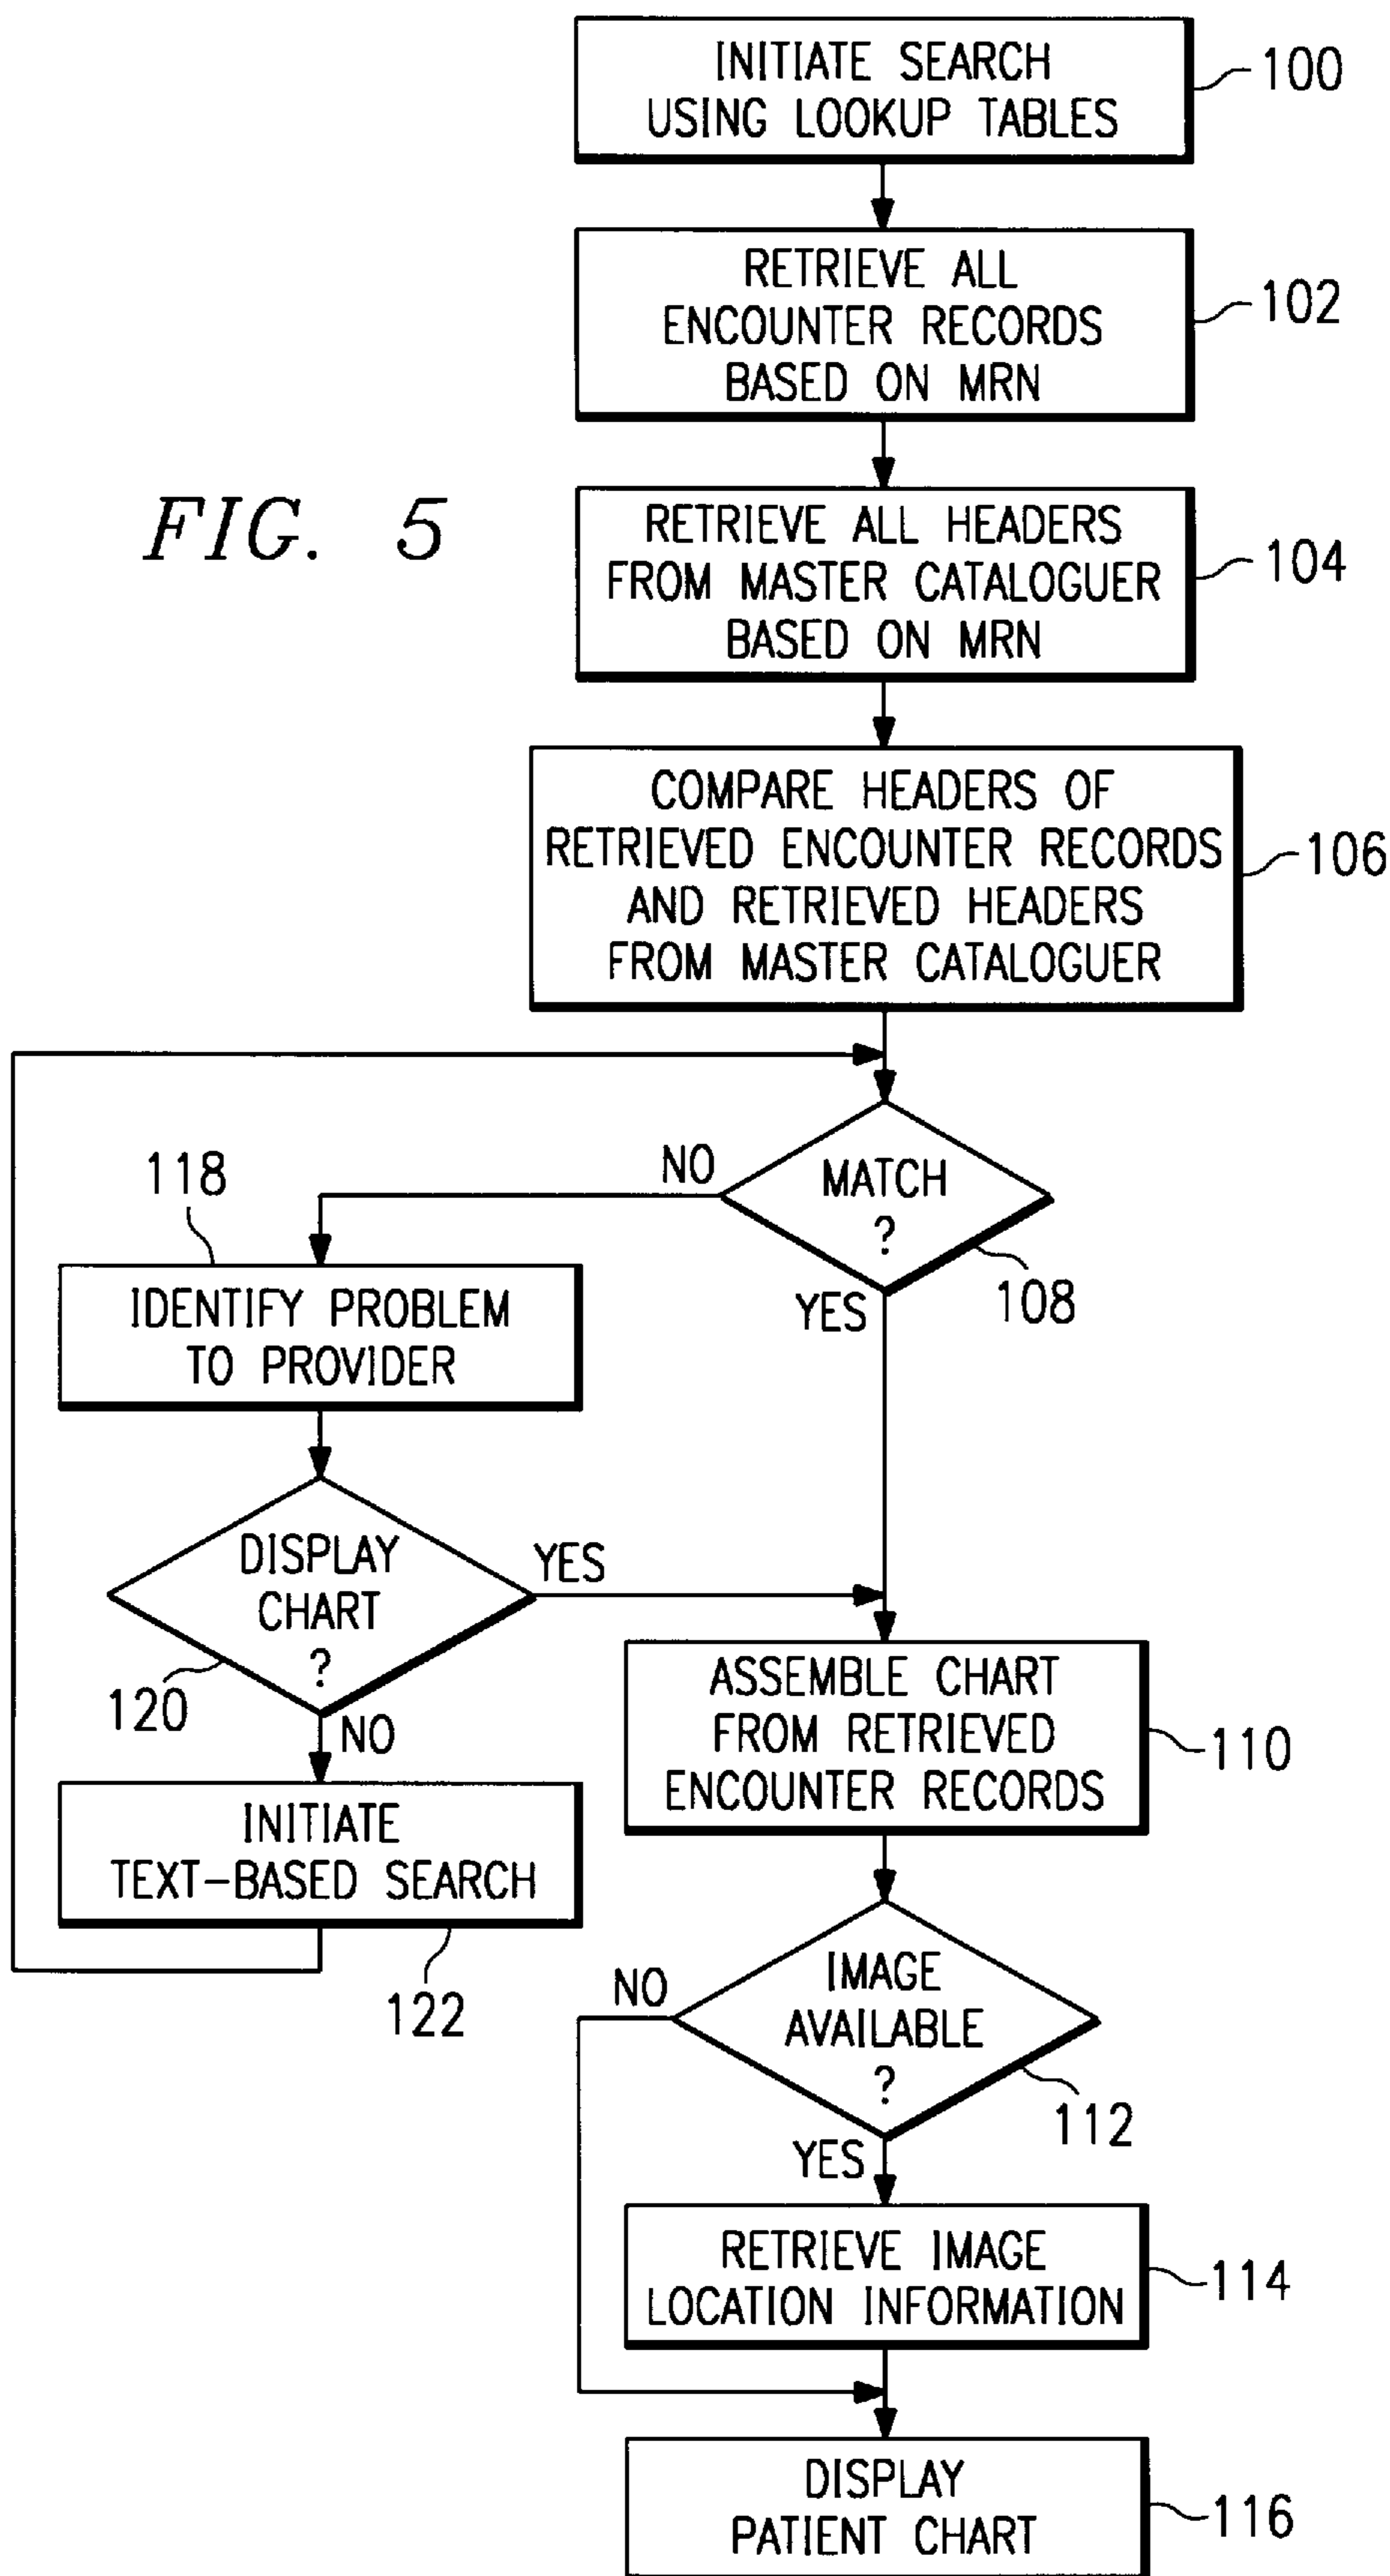 INITIATE SEARCH
USING LOOKUP TABLES
100
RETRIEVE ALL
ENCOUNTER RECORDS
BASED ON MRN
102
FIG. 5
RETRIEVE ALL HEADERS
FROM MASTER CATALOGUER
BASED ON MRN
104
COMPARE HEADERS OF
RETRIEVED ENCOUNTER RECORDS
AND RETRIEVED HEADERS
FROM MASTER CATALOGUER
106
MATCH
?
108
NO
YES
118
IDENTIFY PROBLEM
TO PROVIDER
DISPLAY
CHART
?
120
YES
NO
INITIATE
TEXT-BASED SEARCH
122
ASSEMBLE CHART
FROM RETRIEVED
ENCOUNTER RECORDS
110
IMAGE
AVAILABLE
?
112
NO
YES
RETRIEVE IMAGE
LOCATION INFORMATION
114
DISPLAY
PATIENT CHART
116